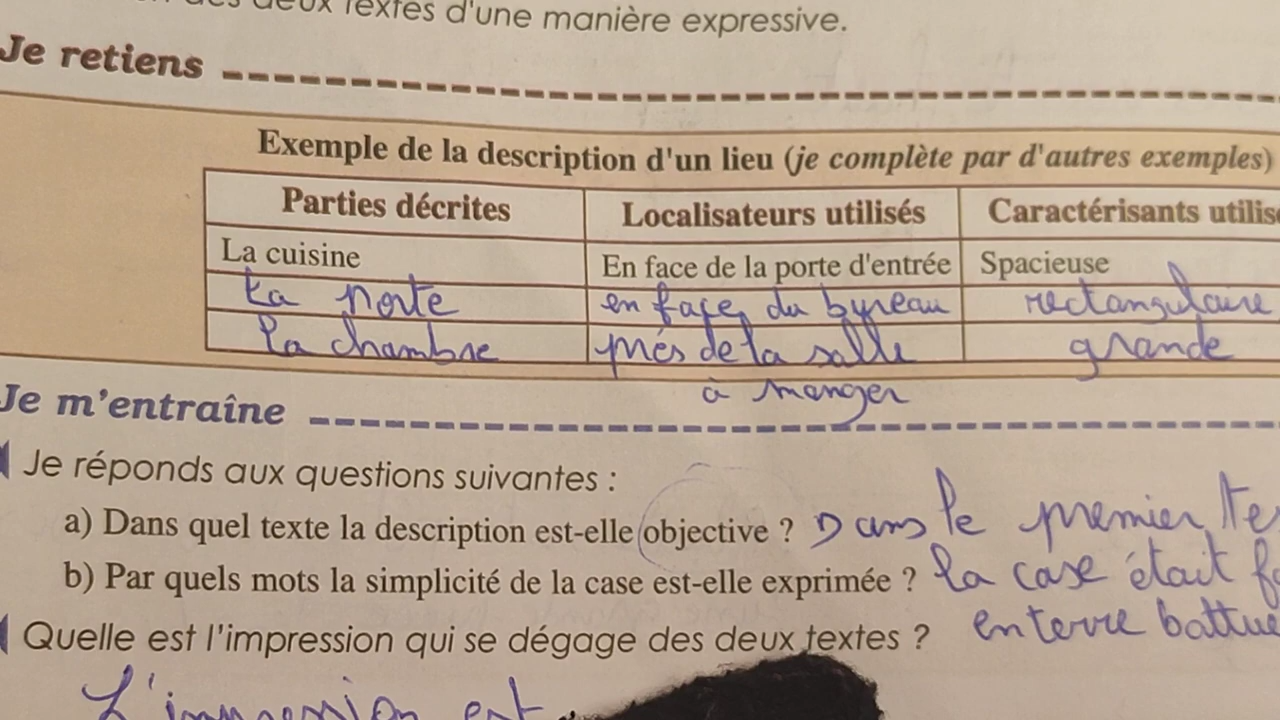 deux textes d'une manière expressive.
Je retiens
Exemple de la description d'un lieu (je complète par d'autres exemples)
Parties décrites Localisateurs utilisés Caractérisants utilisés
La cuisine En face de la porte d'entrée Spacieuse
La porte en face du bureau rectangulaire
la chambre près de la salle grande
à manger
Je m'entraîne
Je réponds aux questions suivantes :
a) Dans quel texte la description est-elle objective ? Dans le premier te
b) Par quels mots la simplicité de la case est-elle exprimée ? la case était
en terre battue
Quelle est l'impression qui se dégage des deux textes ?
L'impression est